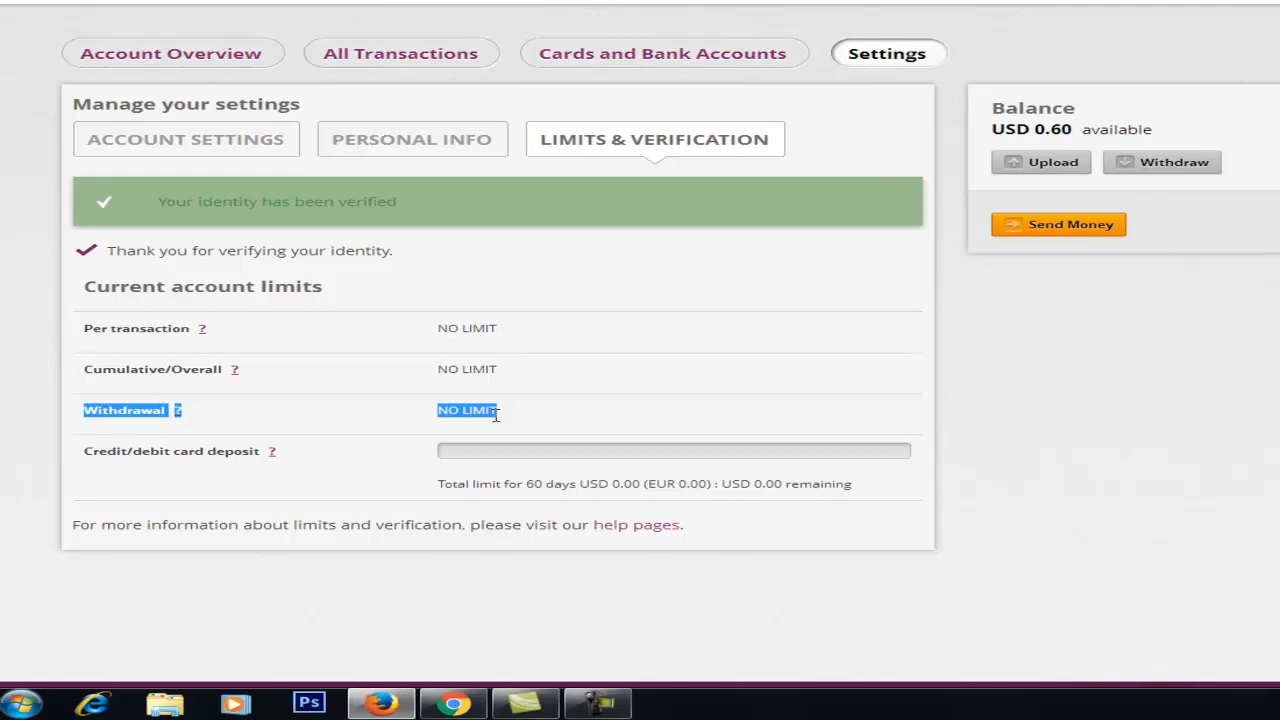 Account Overview
All Transactions
Cards and Bank Accounts
Settings
Manage your settings
ACCOUNT SETTINGS
PERSONAL INFO
LIMITS & VERIFICATION
Your identity has been verified
Thank you for verifying your identity.
Current account limits
Per transaction ? NO LIMIT
Cumulative/Overall ? NO LIMIT
Withdrawal ? NO LIMIT
Credit/debit card deposit ?
Total limit for 60 days USD 0.00 (EUR 0.00) : USD 0.00 remaining
For more information about limits and verification, please visit our help pages.
Balance
USD 0.60 available
Upload
Withdraw
Send Money
Ps